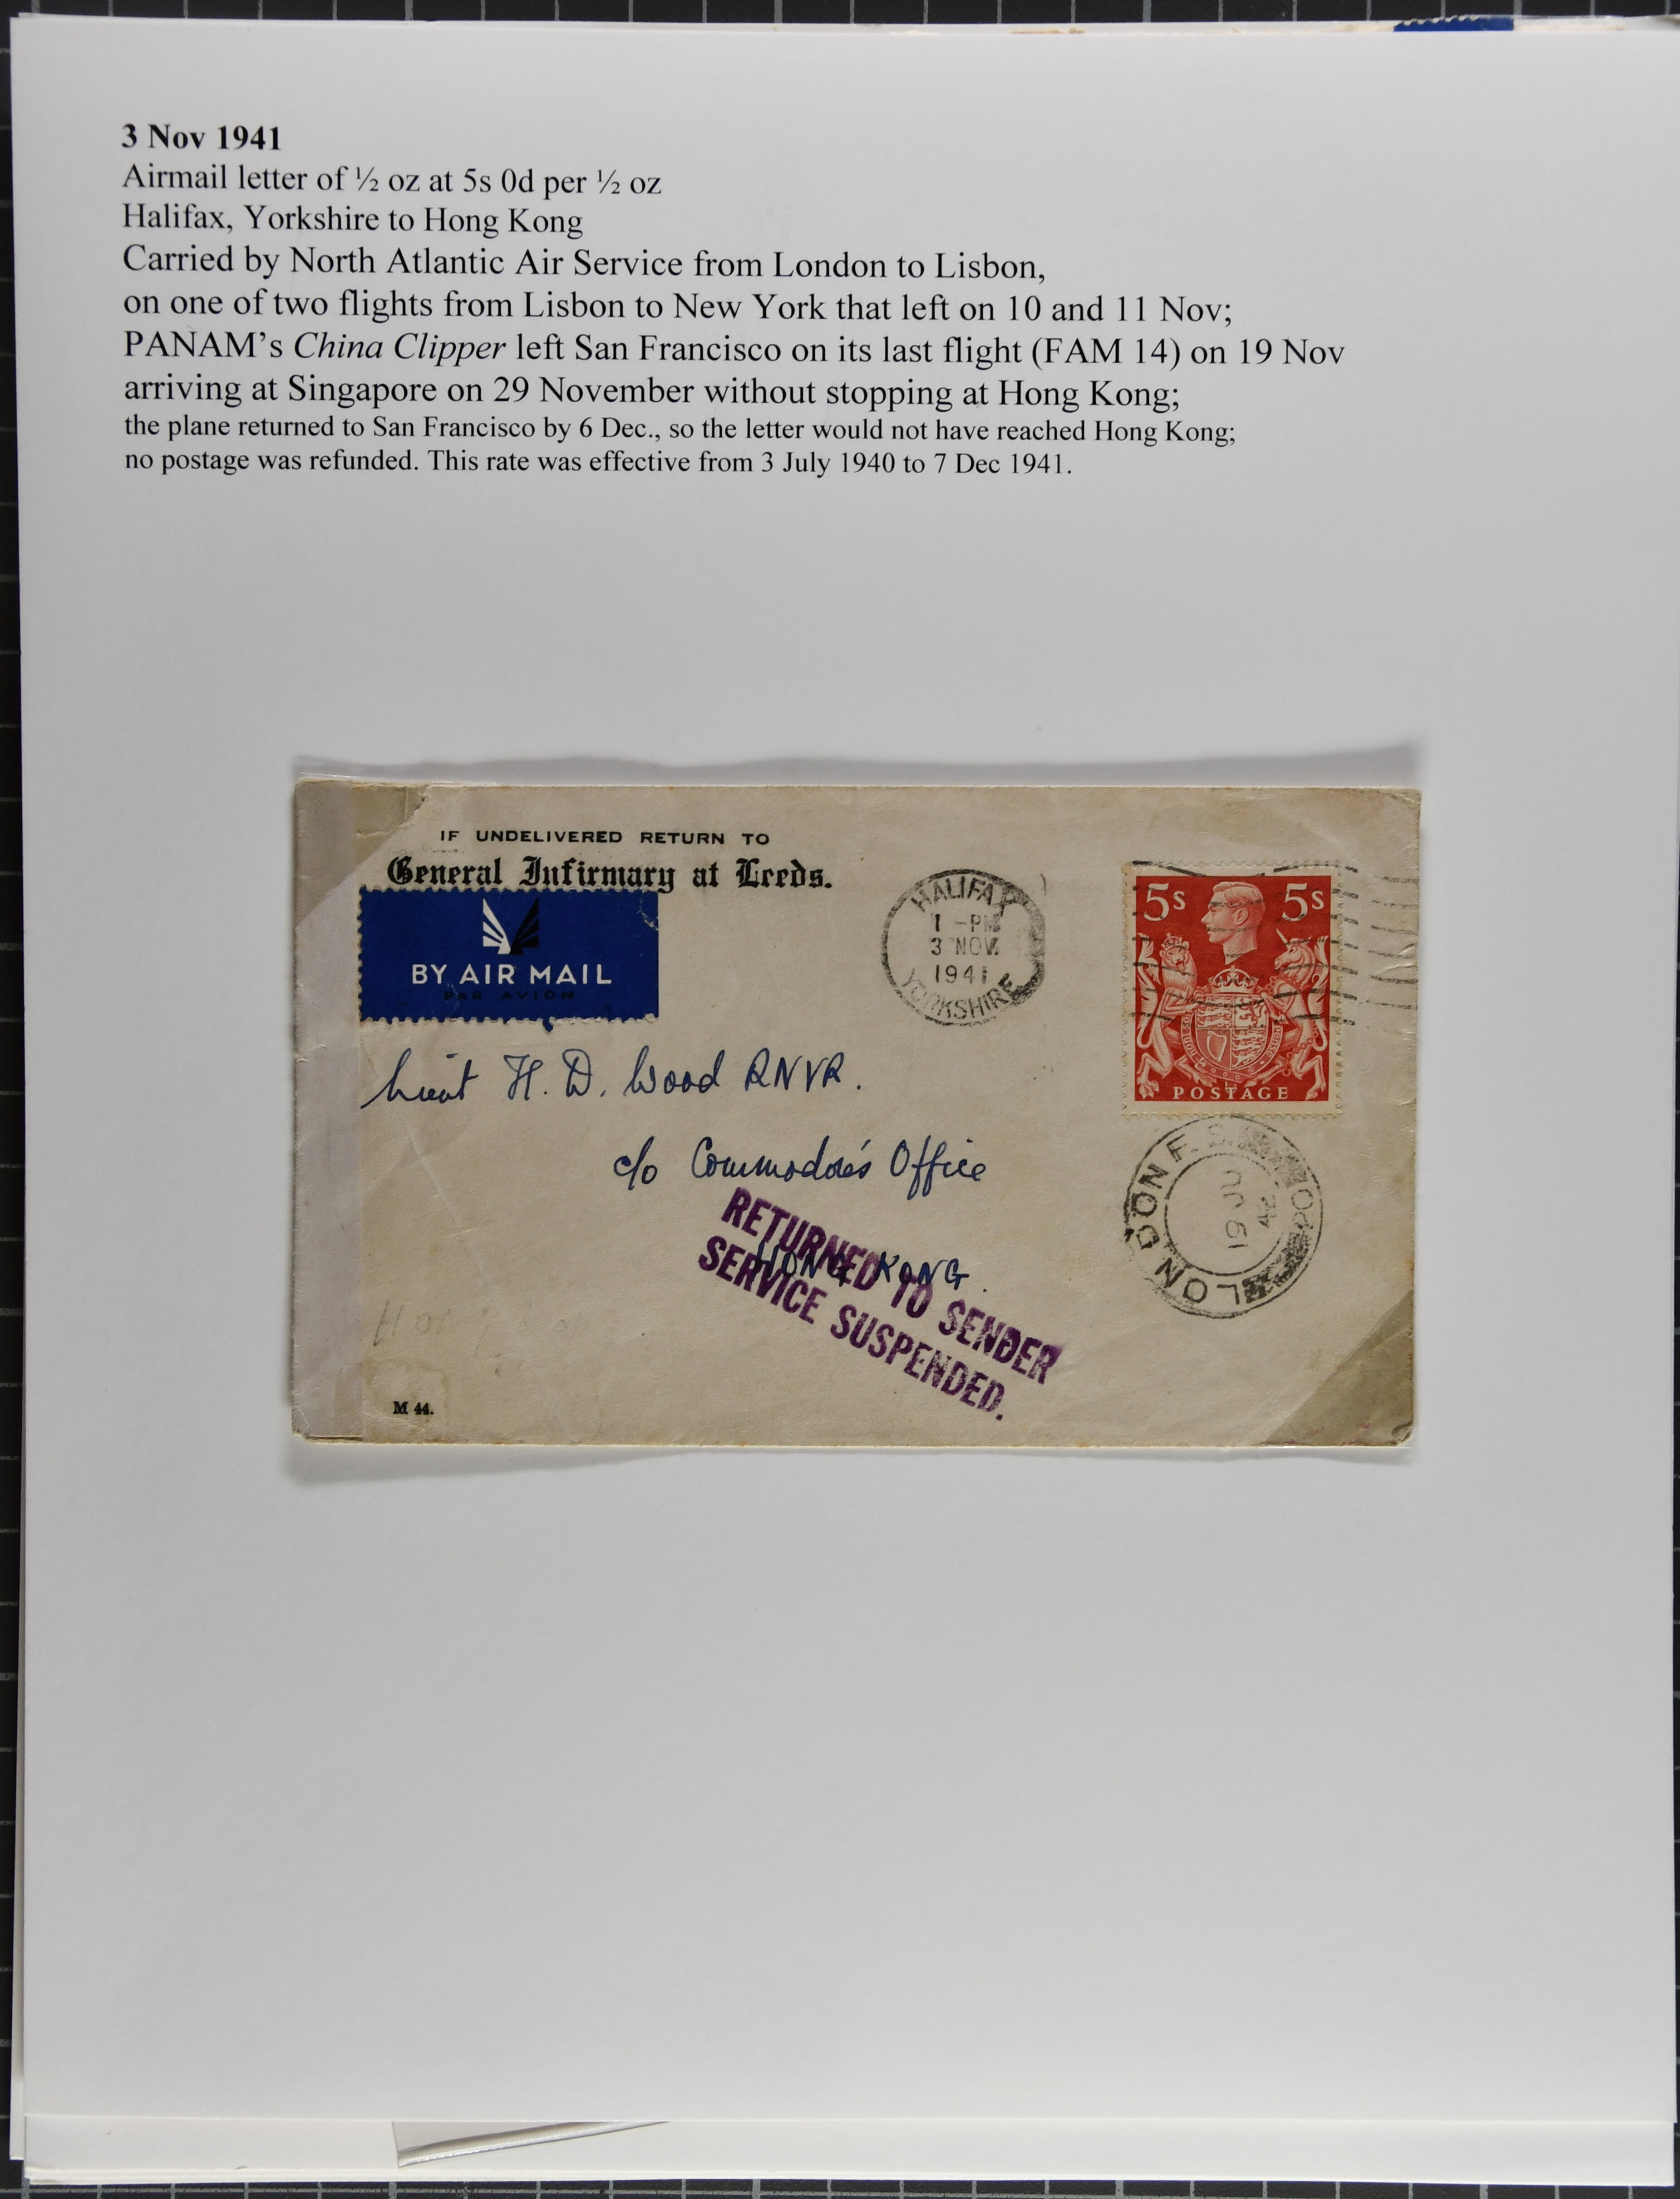 3 Nov 1941
Airmail letter of ½ oz at 5s 0d per ½ oz
Halifax, Yorkshire to Hong Kong
Carried by North Atlantic Air Service from London to Lisbon,
on one of two flights from Lisbon to New York that left on 10 and 11 Nov;
PANAM's China Clipper left San Francisco on its last flight (FAM 14) on 19 Nov
arriving at Singapore on 29 November without stopping at Hong Kong;
the plane returned to San Francisco by 6 Dec., so the letter would not have reached Hong Kong;
no postage was refunded. This rate was effective from 3 July 1940 to 7 Dec 1941.
IF UNDELIVERED RETURN TO
General Infirmary at Leeds.
BY AIR MAIL
PAR AVION
HALIFAX
1 -PM
3 NOV.
1941
YORKSHIRE
5s 5s
POSTAGE
Lieut H. D. Wood RNVR.
c/o Commodore's Office
HONG KONG.
RETURNED TO SENDER
SERVICE SUSPENDED.
LONDON F.S.
42
M 44.